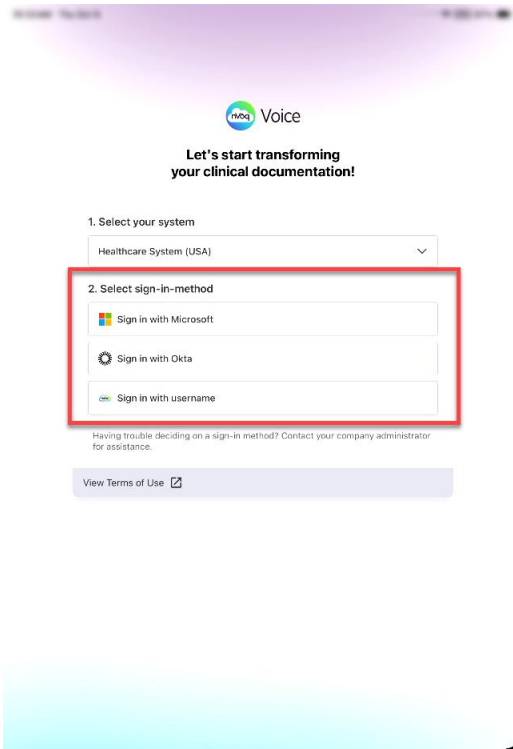 nVoq Voice
Let's start transforming
your clinical documentation!
1. Select your system
Healthcare System (USA)
2. Select sign-in-method
Sign in with Microsoft
Sign in with Okta
Sign in with username
Having trouble deciding on a sign-in method? Contact your company administrator
for assistance.
View Terms of Use